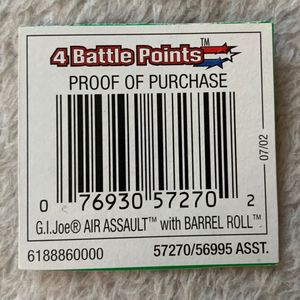 4 Battle Points™
PROOF OF PURCHASE
07/02
0 76930 57270 2
G.I.Joe® AIR ASSAULT™ with BARREL ROLL™
6188860000 57270/56995 ASST.